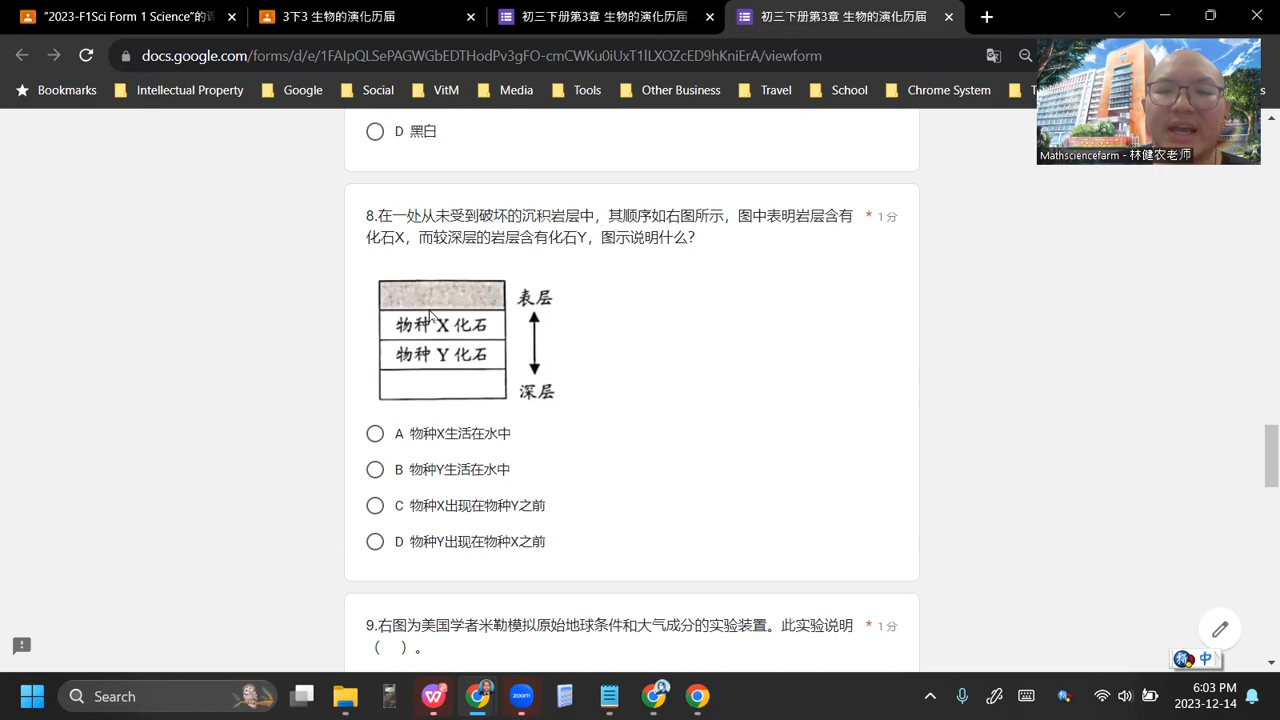 "2023-F1Sci Form 1 Science"的
3下3 生物的演化历届
初三下册第3章 生物的演化历届
初三下册第3章 生物的演化历届
docs.google.com/forms/d/e/
viewform
Bookmarks
Intellectual Property
Google
Social
VitM
Media
Tools
Other Business
Travel
School
Chrome System
Mathsciencefarm - 林健农老师
D 黑白
8.在一处从未受到破坏的沉积岩层中，其顺序如右图所示，图中表明岩层含有
* 1分
化石X，而较深层的岩层含有化石Y，图示说明什么？
表层
物种 X 化石
物种 Y 化石
深层
A 物种X生活在水中
B 物种Y生活在水中
C 物种X出现在物种Y之前
D 物种Y出现在物种X之前
9.右图为美国学者米勒模拟原始地球条件和大气成分的实验装置。此实验说明
* 1分
（ ）。
中
Search
zoom
6:03 PM
2023-12-14